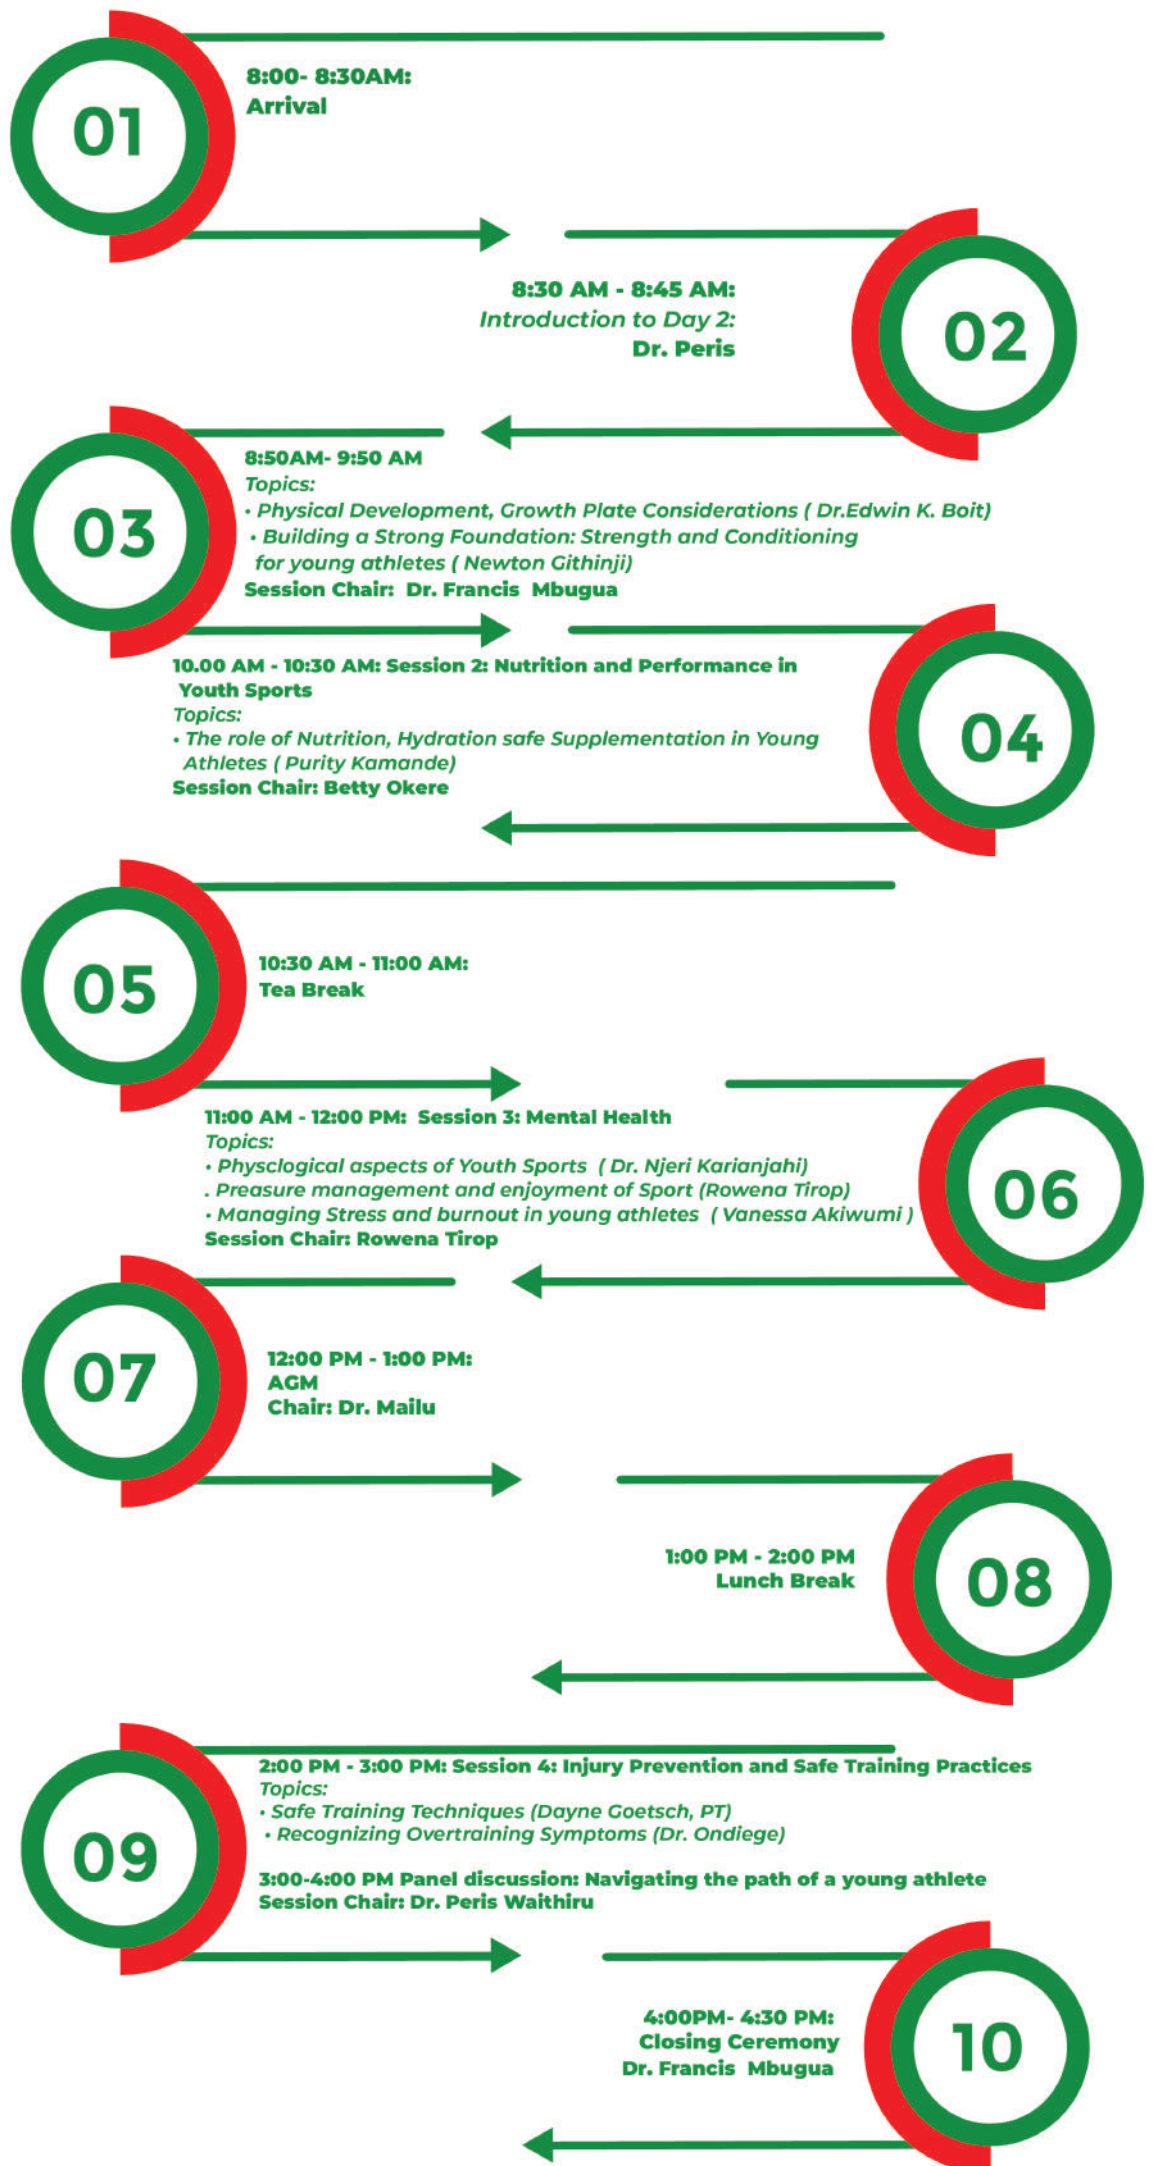 01
8:00- 8:30AM:
Arrival
02
8:30 AM - 8:45 AM:
Introduction to Day 2:
Dr. Peris
03
8:50AM- 9:50 AM
Topics:
• Physical Development, Growth Plate Considerations ( Dr.Edwin K. Boit)
• Building a Strong Foundation: Strength and Conditioning
for young athletes ( Newton Githinji)
Session Chair:  Dr. Francis  Mbugua
04
10.00 AM - 10:30 AM: Session 2: Nutrition and Performance in
Youth Sports
Topics:
• The role of Nutrition, Hydration safe Supplementation in Young
Athletes ( Purity Kamande)
Session Chair: Betty Okere
05
10:30 AM - 11:00 AM:
Tea Break
06
11:00 AM - 12:00 PM:  Session 3: Mental Health
Topics:
• Physclogical aspects of Youth Sports  ( Dr. Njeri Karianjahi)
. Preasure management and enjoyment of Sport (Rowena Tirop)
• Managing Stress and burnout in young athletes  ( Vanessa Akiwumi )
Session Chair: Rowena Tirop
07
12:00 PM - 1:00 PM:
AGM
Chair: Dr. Mailu
08
1:00 PM - 2:00 PM
Lunch Break
09
2:00 PM - 3:00 PM: Session 4: Injury Prevention and Safe Training Practices
Topics:
• Safe Training Techniques (Dayne Goetsch, PT)
• Recognizing Overtraining Symptoms (Dr. Ondiege)
3:00-4:00 PM Panel discussion: Navigating the path of a young athlete
Session Chair: Dr. Peris Waithiru
10
4:00PM- 4:30 PM:
Closing Ceremony
Dr. Francis  Mbugua